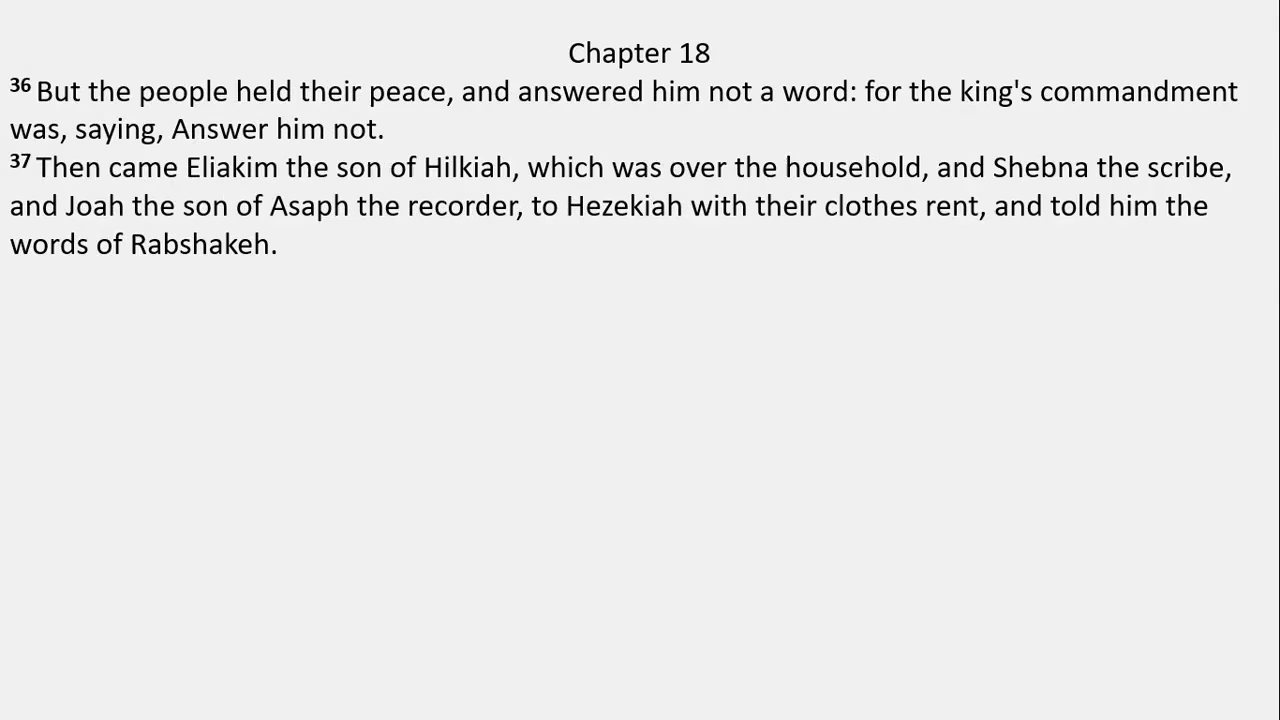 Chapter 18
36 But the people held their peace, and answered him not a word: for the king's commandment
was, saying, Answer him not.
37 Then came Eliakim the son of Hilkiah, which was over the household, and Shebna the scribe,
and Joah the son of Asaph the recorder, to Hezekiah with their clothes rent, and told him the
words of Rabshakeh.